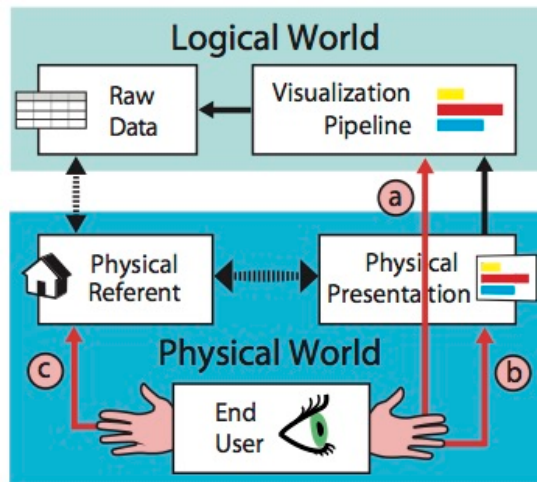 Logical World
Raw
Data
Visualization
Pipeline
a
Physical
Referent
Physical
Presentation
Physical World
c
b
End
User